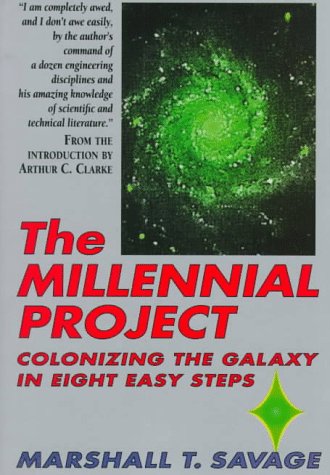 "I am completely awed,
and I don't awe easily,
by the author's
command of
a dozen engineering
disciplines and
his amazing knowledge
of scientific and
technical literature."
FROM THE
INTRODUCTION BY
ARTHUR C. CLARKE
The
MILLENNIAL
PROJECT
COLONIZING THE GALAXY
IN EIGHT EASY STEPS
MARSHALL T. SAVAGE